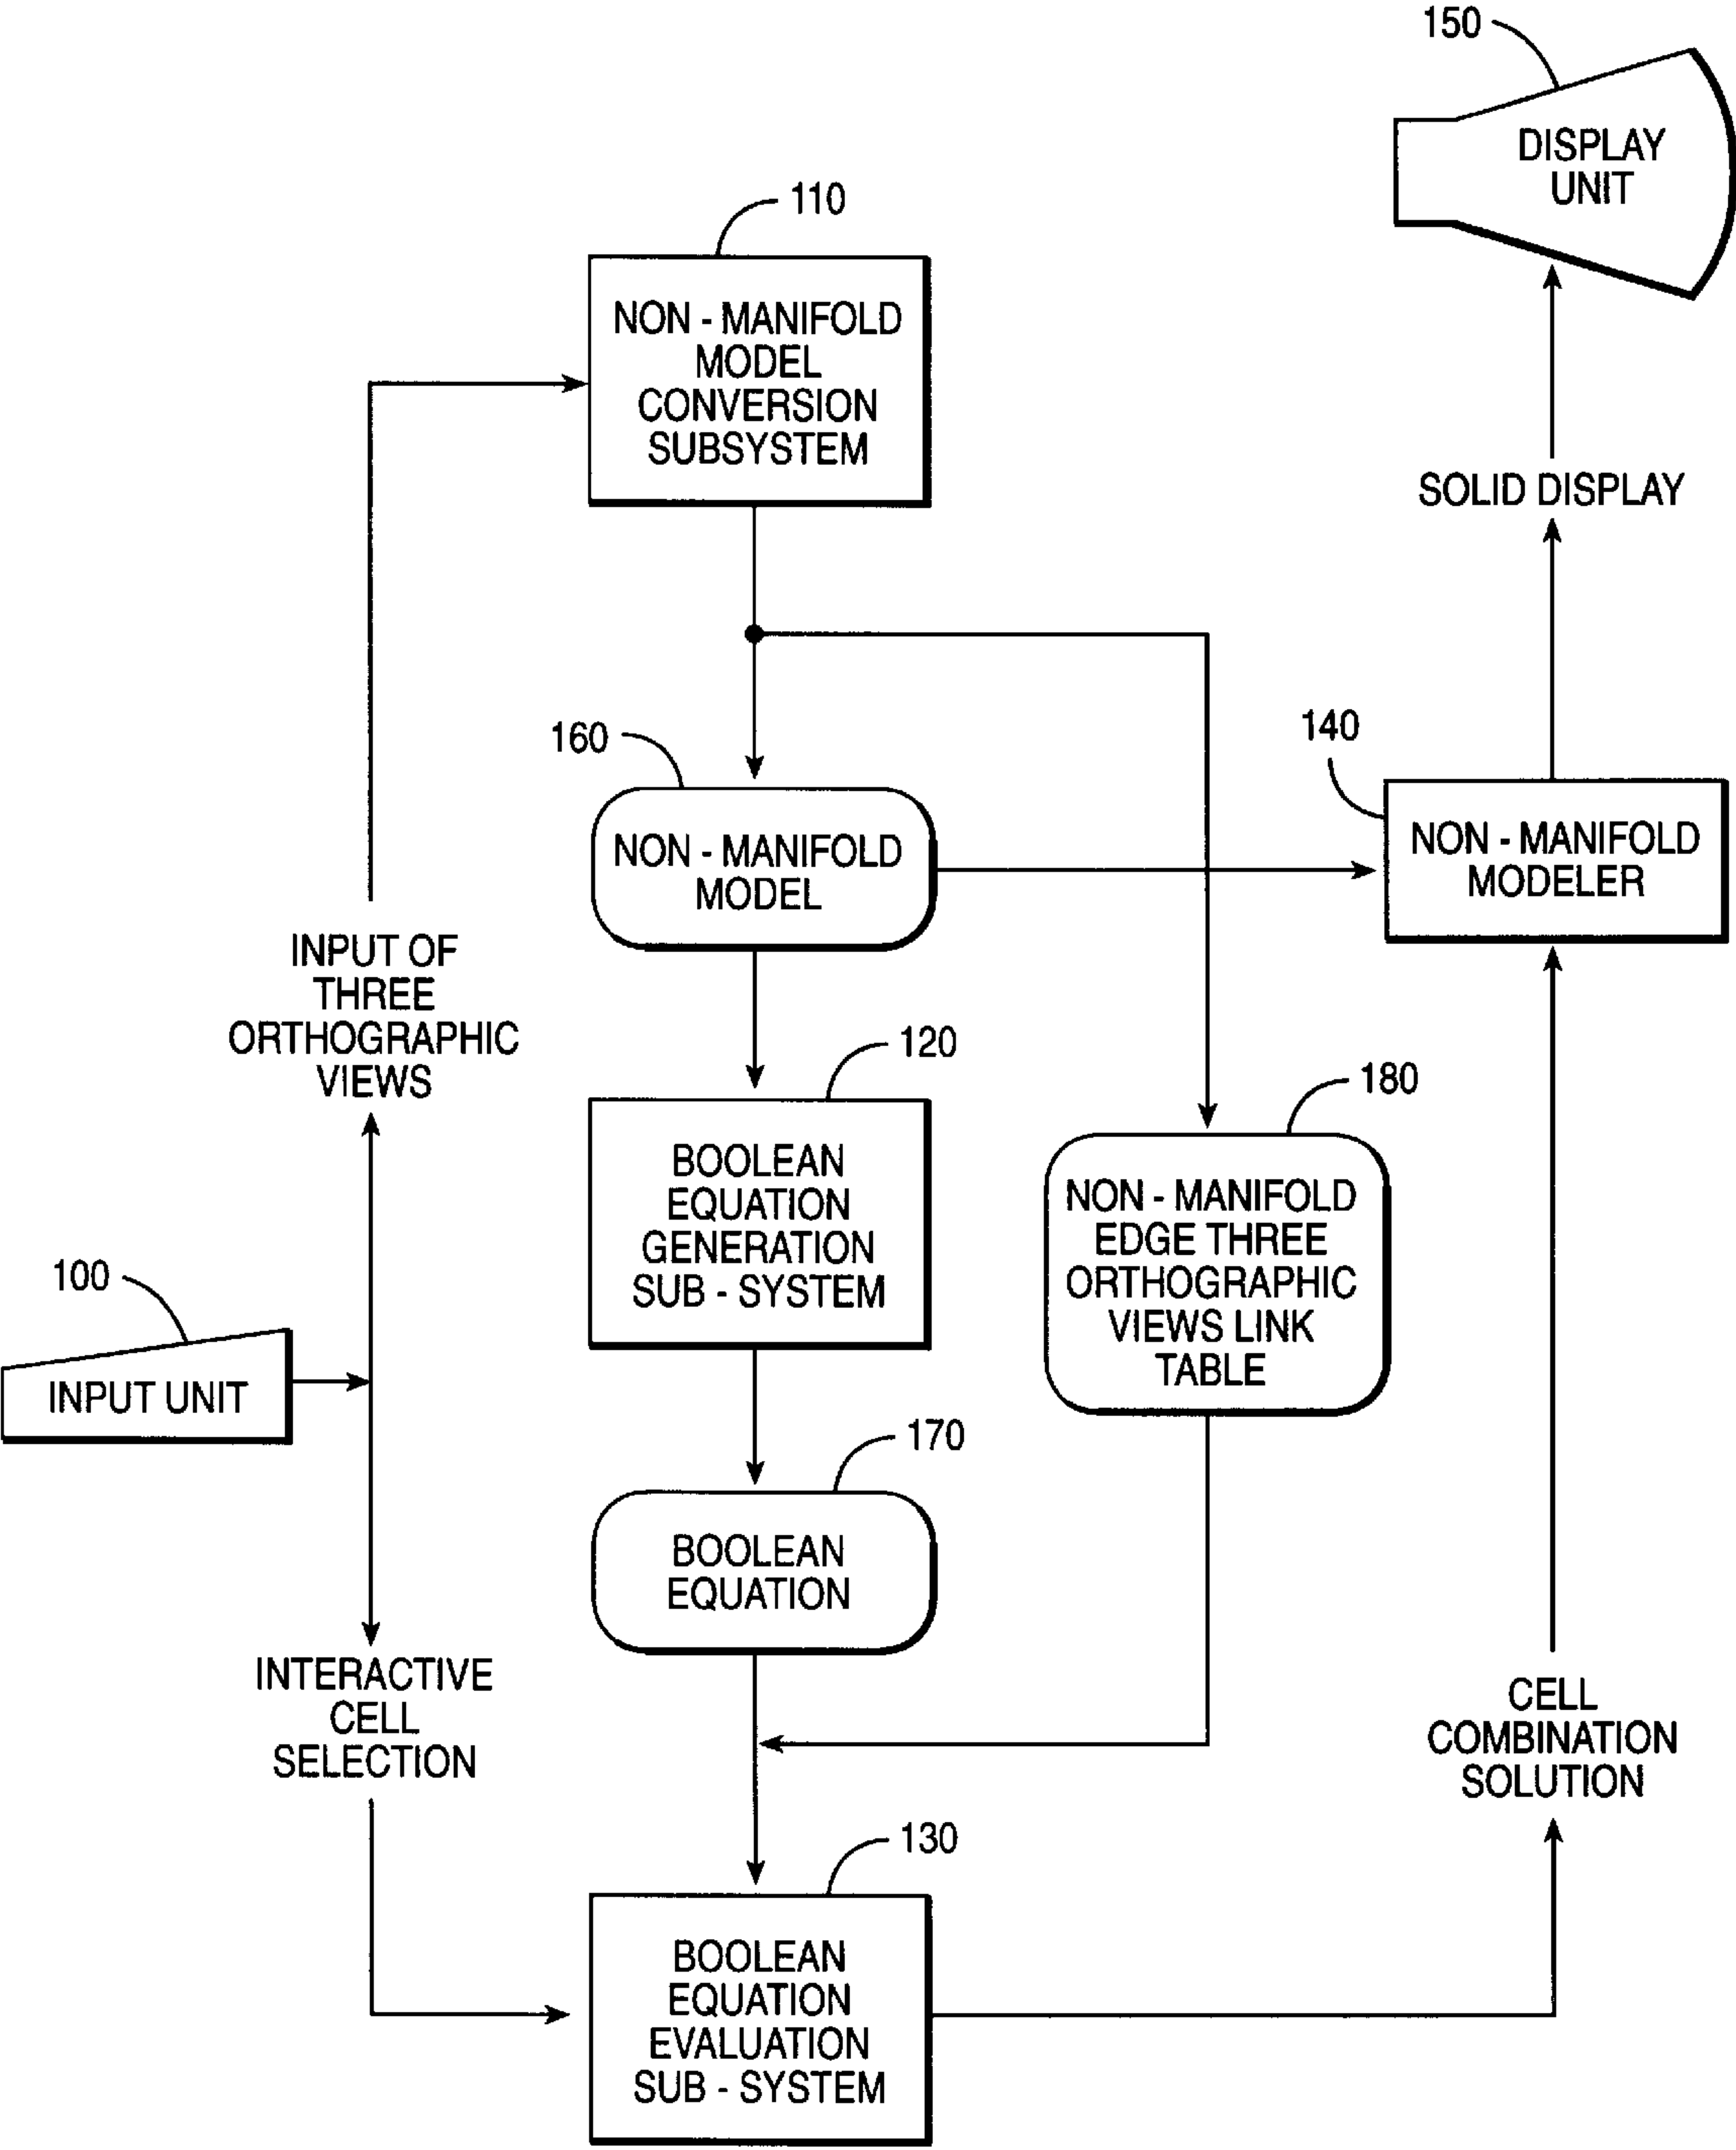 150
DISPLAY
UNIT
110
NON - MANIFOLD
MODEL
CONVERSION
SUBSYSTEM
SOLID DISPLAY
160
NON - MANIFOLD
MODEL
140
NON - MANIFOLD
MODELER
INPUT OF
THREE
ORTHOGRAPHIC
VIEWS
120
BOOLEAN
EQUATION
GENERATION
SUB - SYSTEM
180
NON - MANIFOLD
EDGE THREE
ORTHOGRAPHIC
VIEWS LINK
TABLE
100
INPUT UNIT
170
BOOLEAN
EQUATION
INTERACTIVE
CELL
SELECTION
CELL
COMBINATION
SOLUTION
130
BOOLEAN
EQUATION
EVALUATION
SUB - SYSTEM